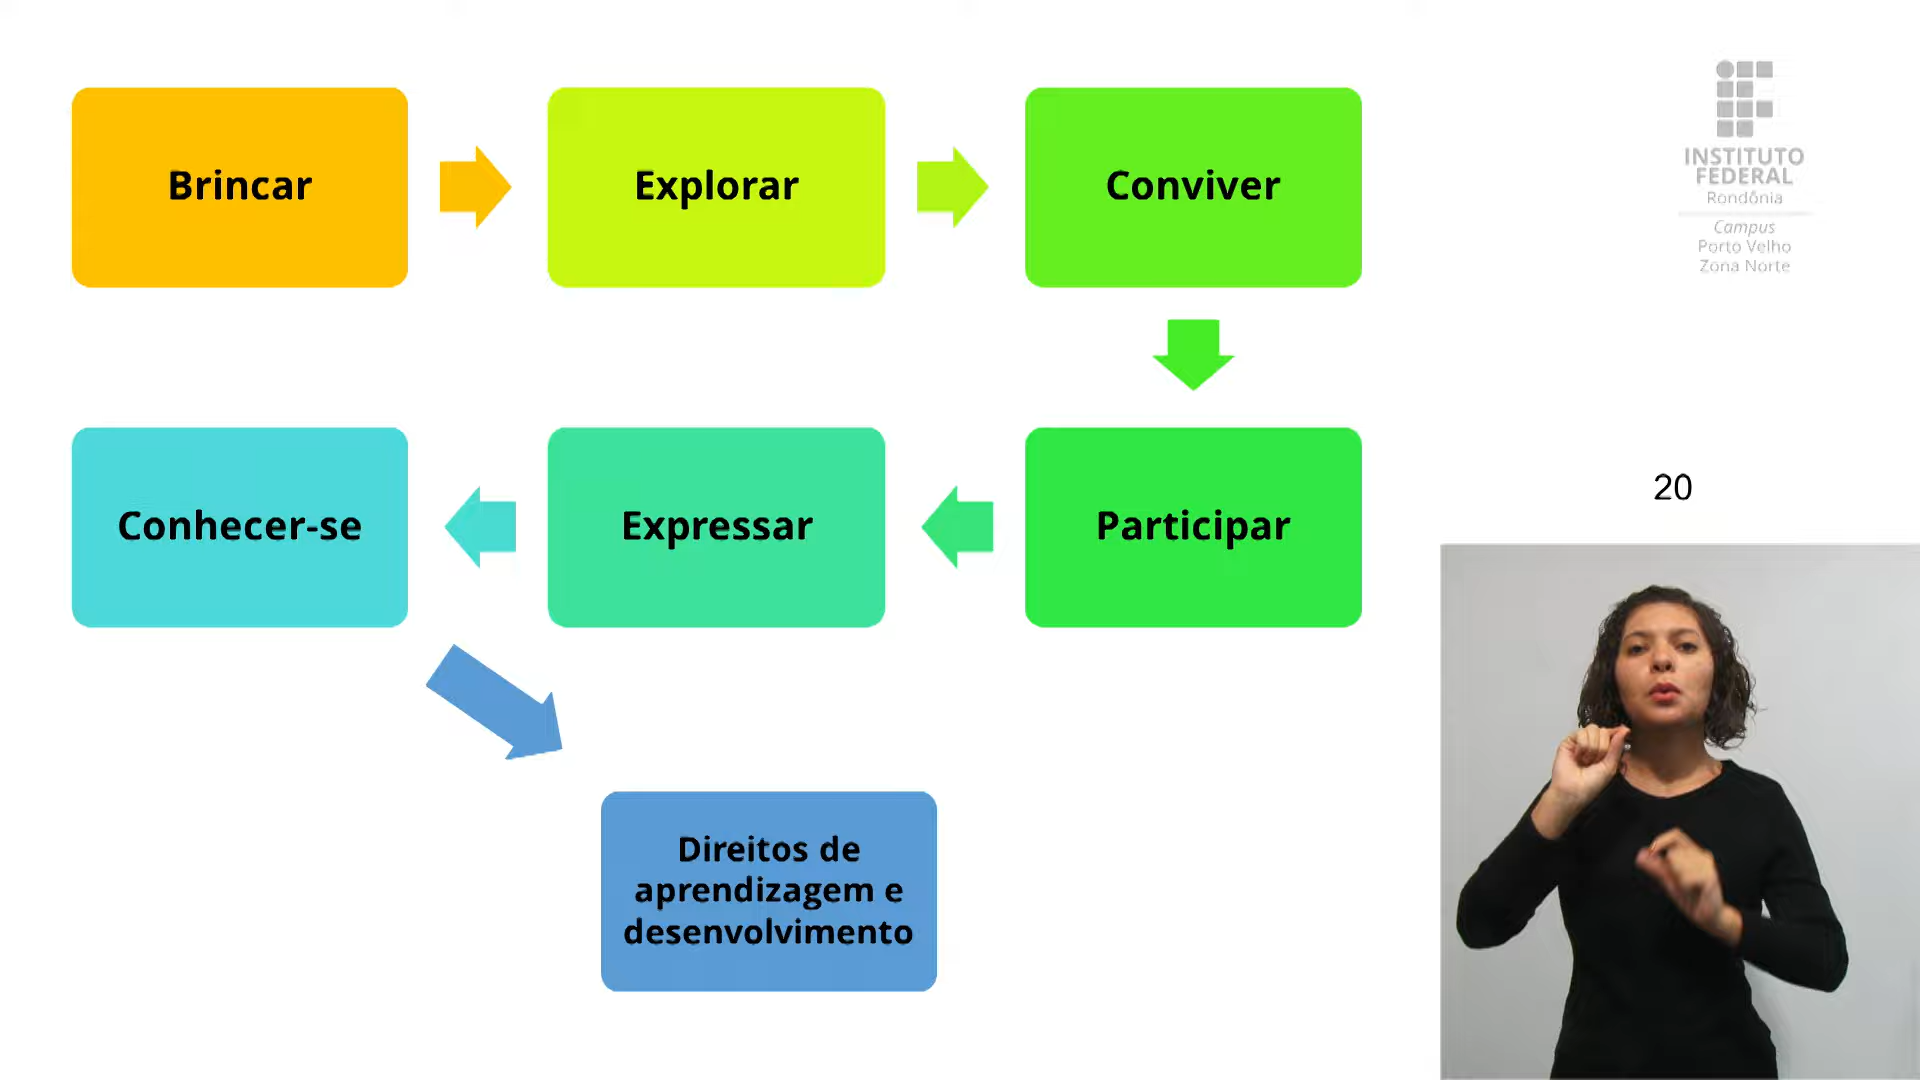 Brincar
Explorar
Conviver
INSTITUTO
FEDERAL
Rondônia
Campus
Porto Velho
Zona Norte
Conhecer-se
Expressar
Participar
20
Direitos de
aprendizagem e
desenvolvimento